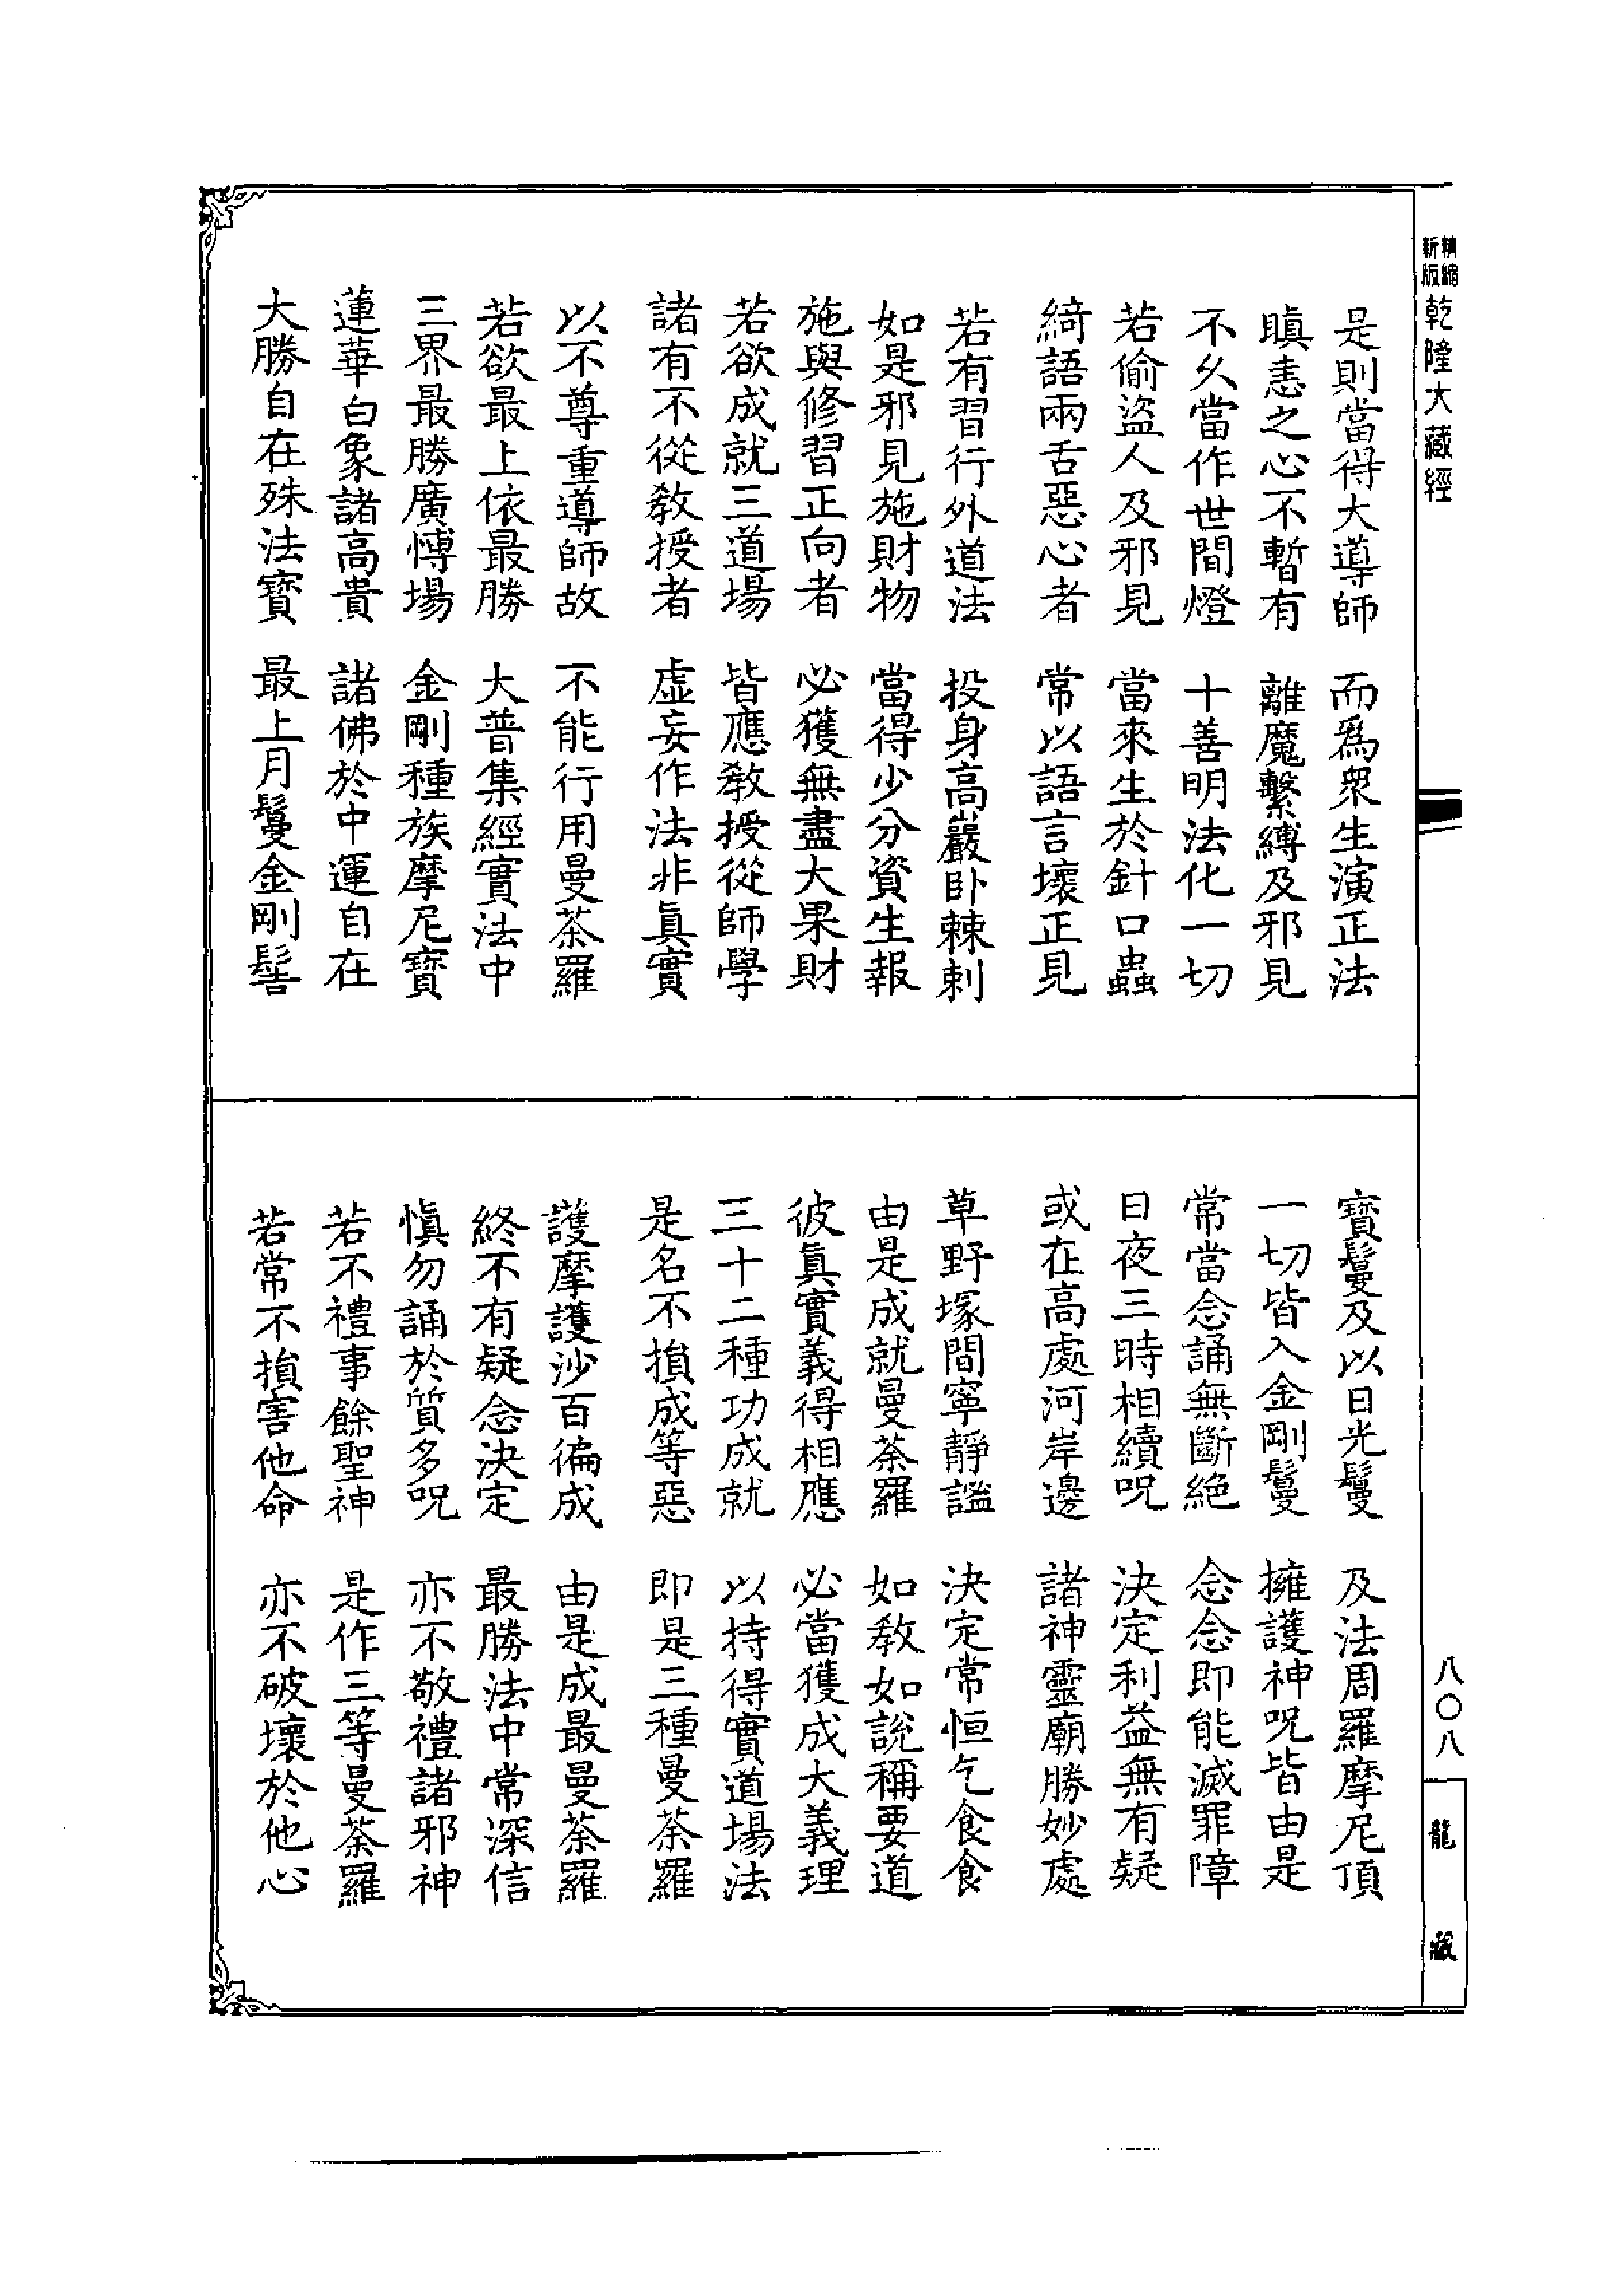 精縮新版乾隆大藏經
是則當得大導師 而爲衆生演正法
瞋恚之心不暫有 離魔繫縛及邪見
不久當作世間燈 十善明法化一切
若偷盜人及邪見 當來生於針口蟲
綺語兩舌惡心者 常以語言壞正見
若有習行外道法 投身高巖卧棘刺
如是邪見施財物 當得少分資生報
施與修習正向者 必獲無盡大果財
若欲成就三道場 皆應教授從師學
諸有不從教授者 虛妄作法非眞實
以不尊重導師故 不能行用曼茶羅
若欲最上依最勝 大普集經實法中
三界最勝廣愽場 金剛種族摩尼寶
蓮華白象諸高貴 諸佛於中運自在
大勝自在殊法寶 最上月鬘金剛髻
寶鬘及以日光鬘 及法周羅摩尼頂
一切皆入金剛鬘 擁護神呪皆由是
常當念誦無斷絕 念念即能滅罪障
日夜三時相續呪 決定利益無有疑
或在高處河岸邊 諸神靈廟勝妙處
草野塚間寧靜謐 決定常恒乞食食
由是成就曼茶羅 如教如說稱要道
彼眞實義得相應 必當獲成大義理
三十二種功成就 以持得實道場法
是名不損成等惡 即是三種曼茶羅
護摩護沙百徧成 由是成最曼茶羅
終不有疑念決定 最勝法中常深信
愼勿誦於質多呪 亦不敬禮諸邪神
若不禮事餘聖神 是作三等曼茶羅
若常不損害他命 亦不破壞於他心
八〇八
龍藏